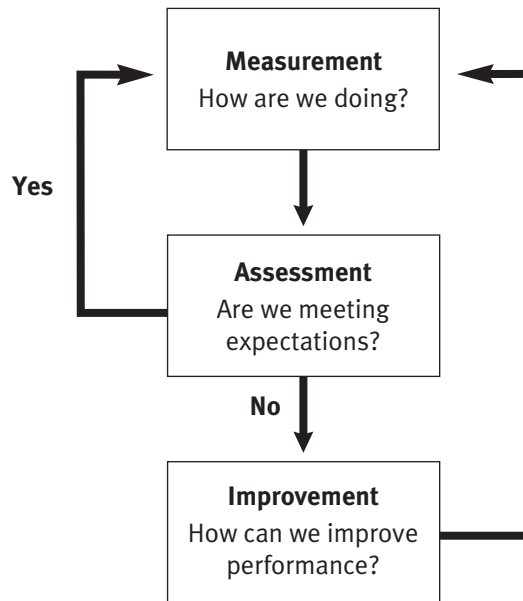 Measurement
How are we doing?
Yes
Assessment
Are we meeting
expectations?
No
Improvement
How can we improve
performance?